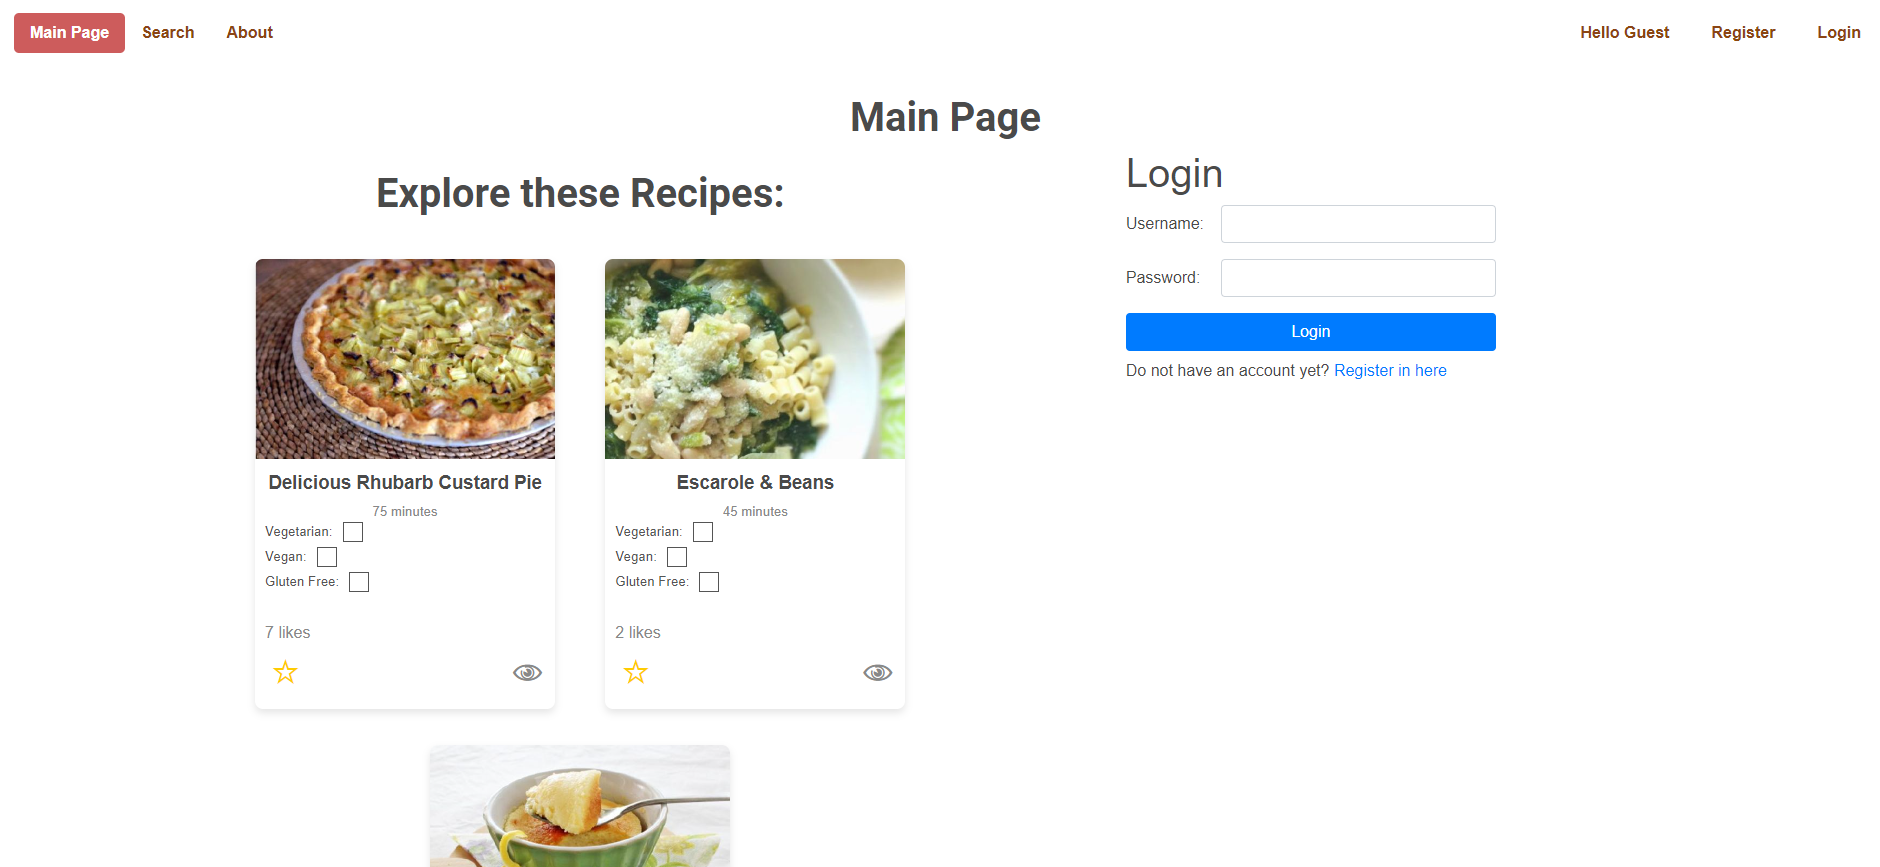 Main Page Search About Hello Guest Register Login
Main Page
Explore these Recipes:
Delicious Rhubarb Custard Pie
75 minutes
Vegetarian:
Vegan:
Gluten Free:
7 likes
Escarole & Beans
45 minutes
Vegetarian:
Vegan:
Gluten Free:
2 likes
Login
Username:
Password:
Login
Do not have an account yet? Register in here